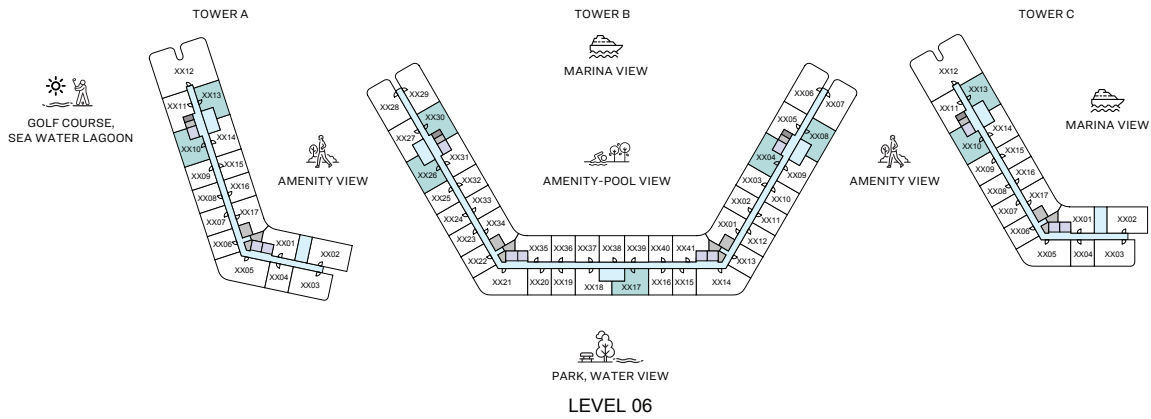 TOWER A
TOWER B
TOWER C
MARINA VIEW
GOLF COURSE,
SEA WATER LAGOON
AMENITY VIEW
AMENITY-POOL VIEW
AMENITY VIEW
MARINA VIEW
XX12
XX13
XX11
XX14
XX10
XX15
XX09
XX16
XX08
XX17
XX07
XX06
XX01
XX02
XX05
XX04
XX03
XX29
XX28
XX30
XX27
XX31
XX26
XX32
XX25
XX33
XX24
XX34
XX23
XX22
XX35
XX36
XX37
XX38
XX39
XX40
XX41
XX21
XX20
XX19
XX18
XX17
XX16
XX15
XX14
XX06
XX07
XX05
XX08
XX04
XX09
XX03
XX10
XX02
XX11
XX01
XX12
XX13
XX12
XX13
XX11
XX14
XX10
XX15
XX09
XX16
XX08
XX17
XX07
XX06
XX01
XX02
XX05
XX04
XX03
PARK, WATER VIEW
LEVEL 06